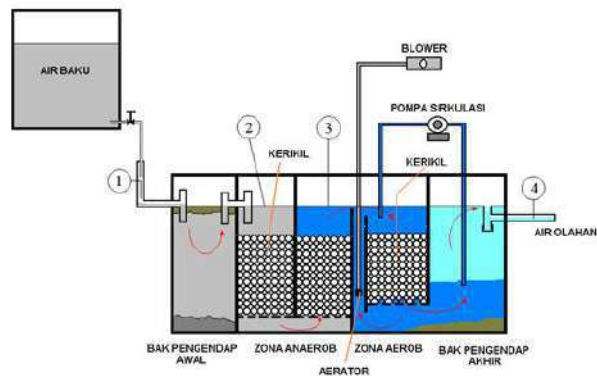 AIR BAKU
BLOWER
POMPA SIRKULASI
2
3
KERIKIL
KERIKIL
1
4
AIR OLAHAN
BAK PENGENDAP
AWAL
ZONA ANAEROB
ZONA AEROB
BAK PENGENDAP
AKHIR
AERATOR